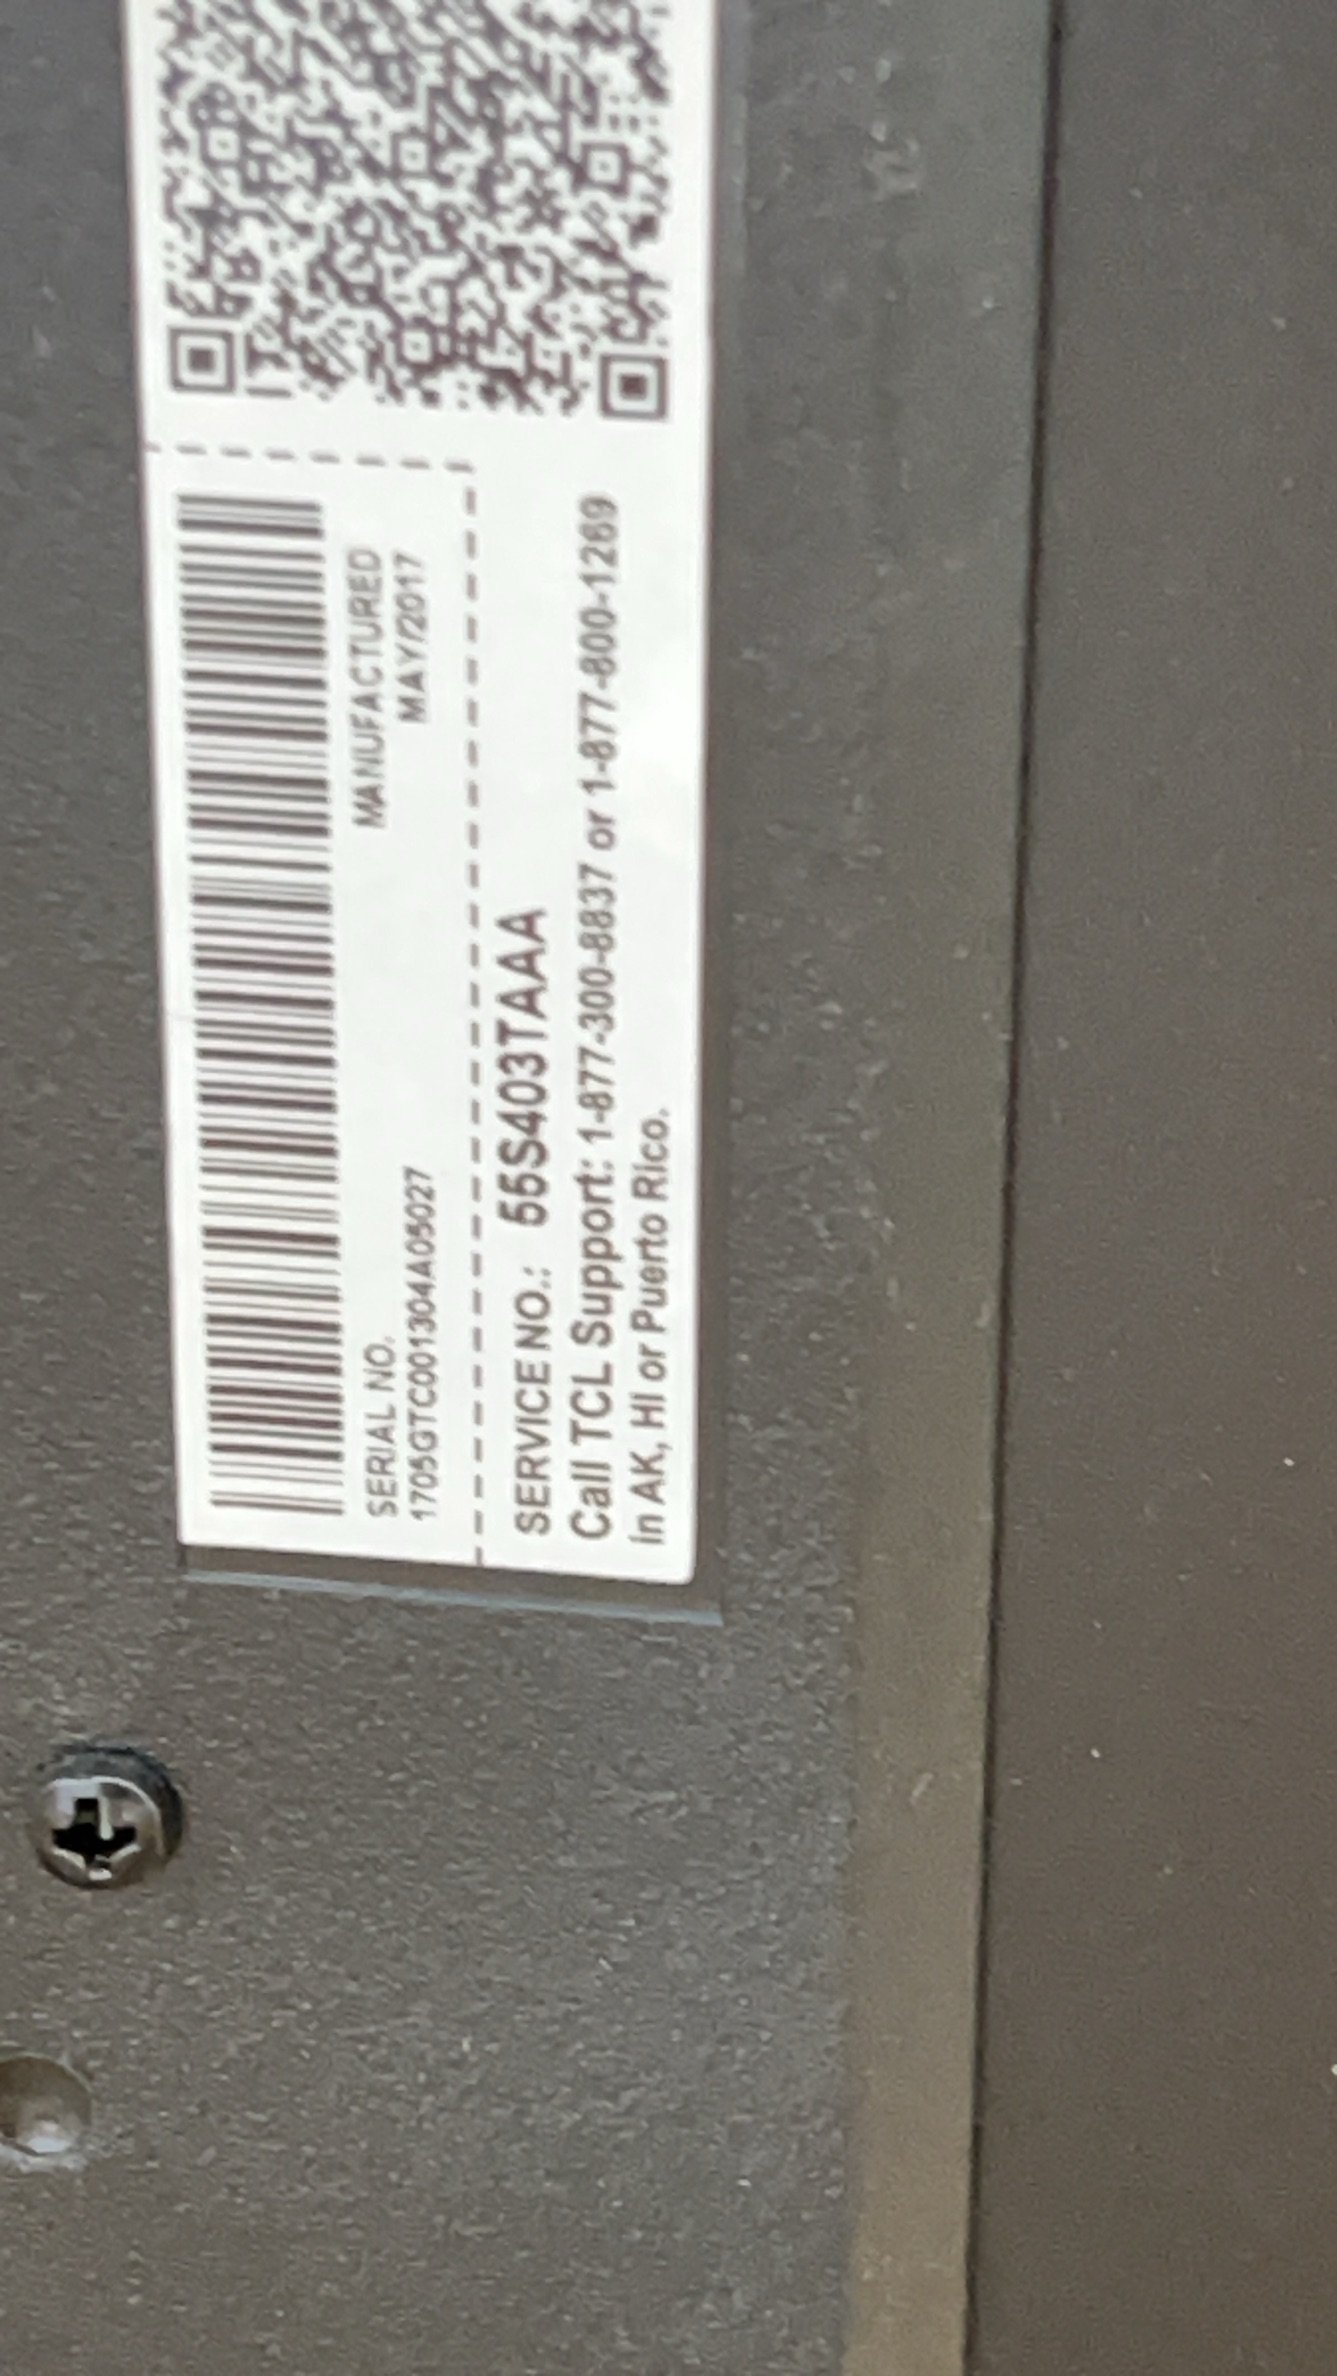 SERIAL NO.
1705GTC001304A05027
MANUFACTURED
MAY/2017
SERVICE NO.: 55S403TAAA
Call TCL Support: 1-877-300-8837 or 1-877-800-1269
in AK, HI or Puerto Rico.